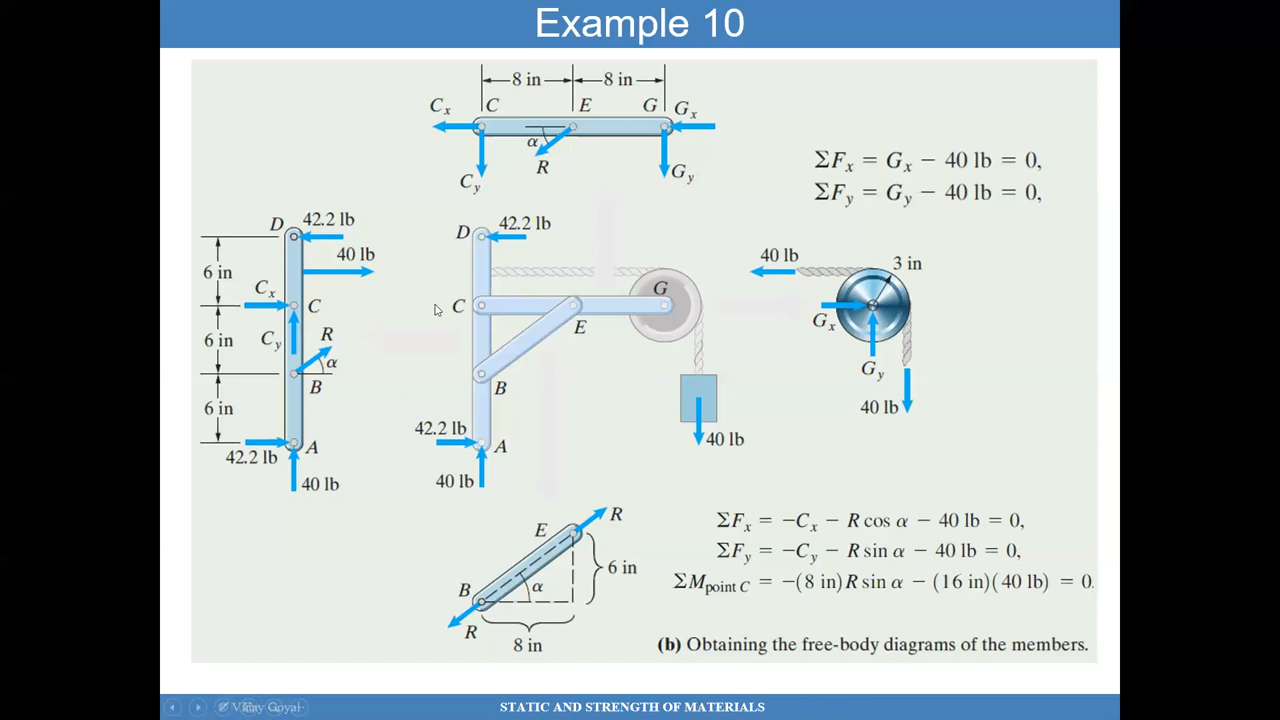 Example 10
8 in
8 in
Cx
C
E
G
Gx
α
R
Cy
Gy
ΣFx = Gx − 40 lb = 0,
ΣFy = Gy − 40 lb = 0,
D
42.2 lb
40 lb
6 in
Cx
C
6 in
Cy
R
α
B
6 in
A
42.2 lb
40 lb
D
42.2 lb
C
G
E
B
42.2 lb
A
40 lb
40 lb
40 lb
3 in
Gx
Gy
40 lb
E
R
6 in
B
α
R
8 in
ΣFx = −Cx − R cos α − 40 lb = 0,
ΣFy = −Cy − R sin α − 40 lb = 0,
ΣMpoint C = −(8 in)R sin α − (16 in)(40 lb) = 0.
(b) Obtaining the free-body diagrams of the members.
Goyal
STATIC AND STRENGTH OF MATERIALS